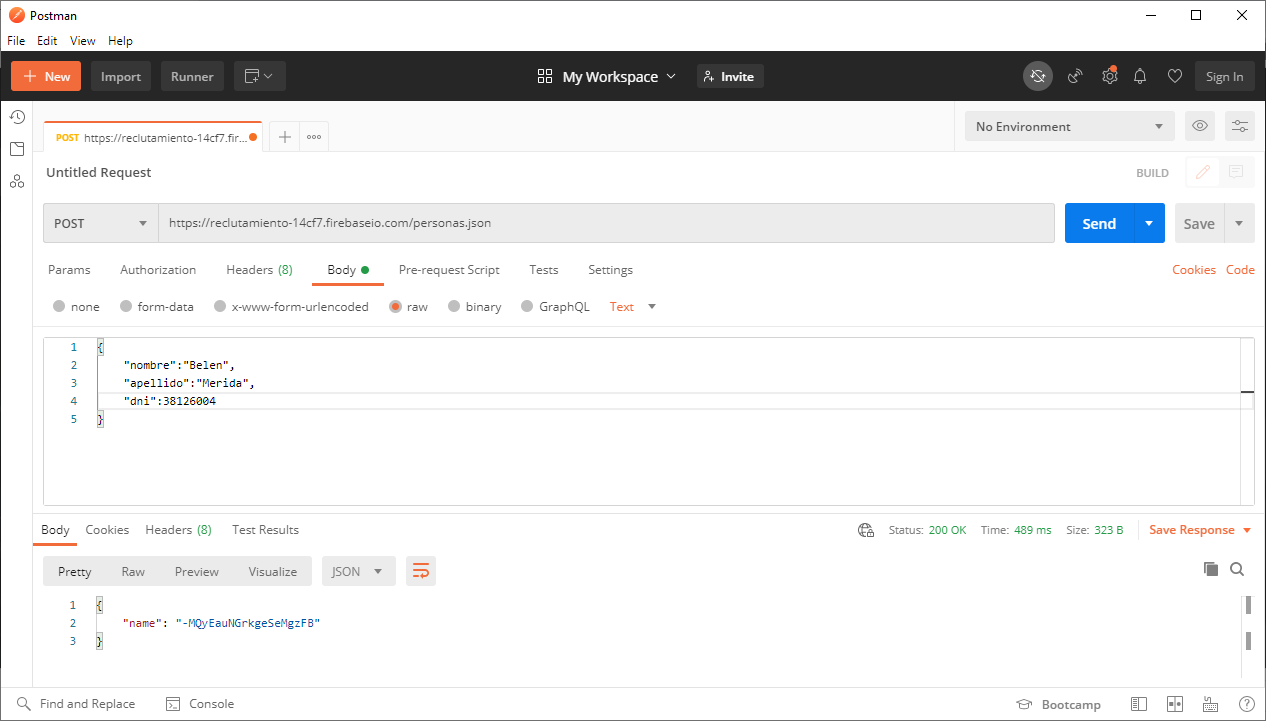 Postman
File Edit View Help
New Import Runner My Workspace Invite Sign In
POST https://reclutamiento-14cf7.fir... No Environment
Untitled Request BUILD
POST https://reclutamiento-14cf7.firebaseio.com/personas.json Send Save
Params Authorization Headers (8) Body Pre-request Script Tests Settings Cookies Code
none form-data x-www-form-urlencoded raw binary GraphQL Text
1 {
2 "nombre":"Belen",
3 "apellido":"Merida",
4 "dni":38126004
5 }
Body Cookies Headers (8) Test Results Status: 200 OK Time: 489 ms Size: 323 B Save Response
Pretty Raw Preview Visualize JSON
1 {
2 "name": "-MQyEauNGrkgeSeMgzFB"
3 }
Find and Replace Console Bootcamp